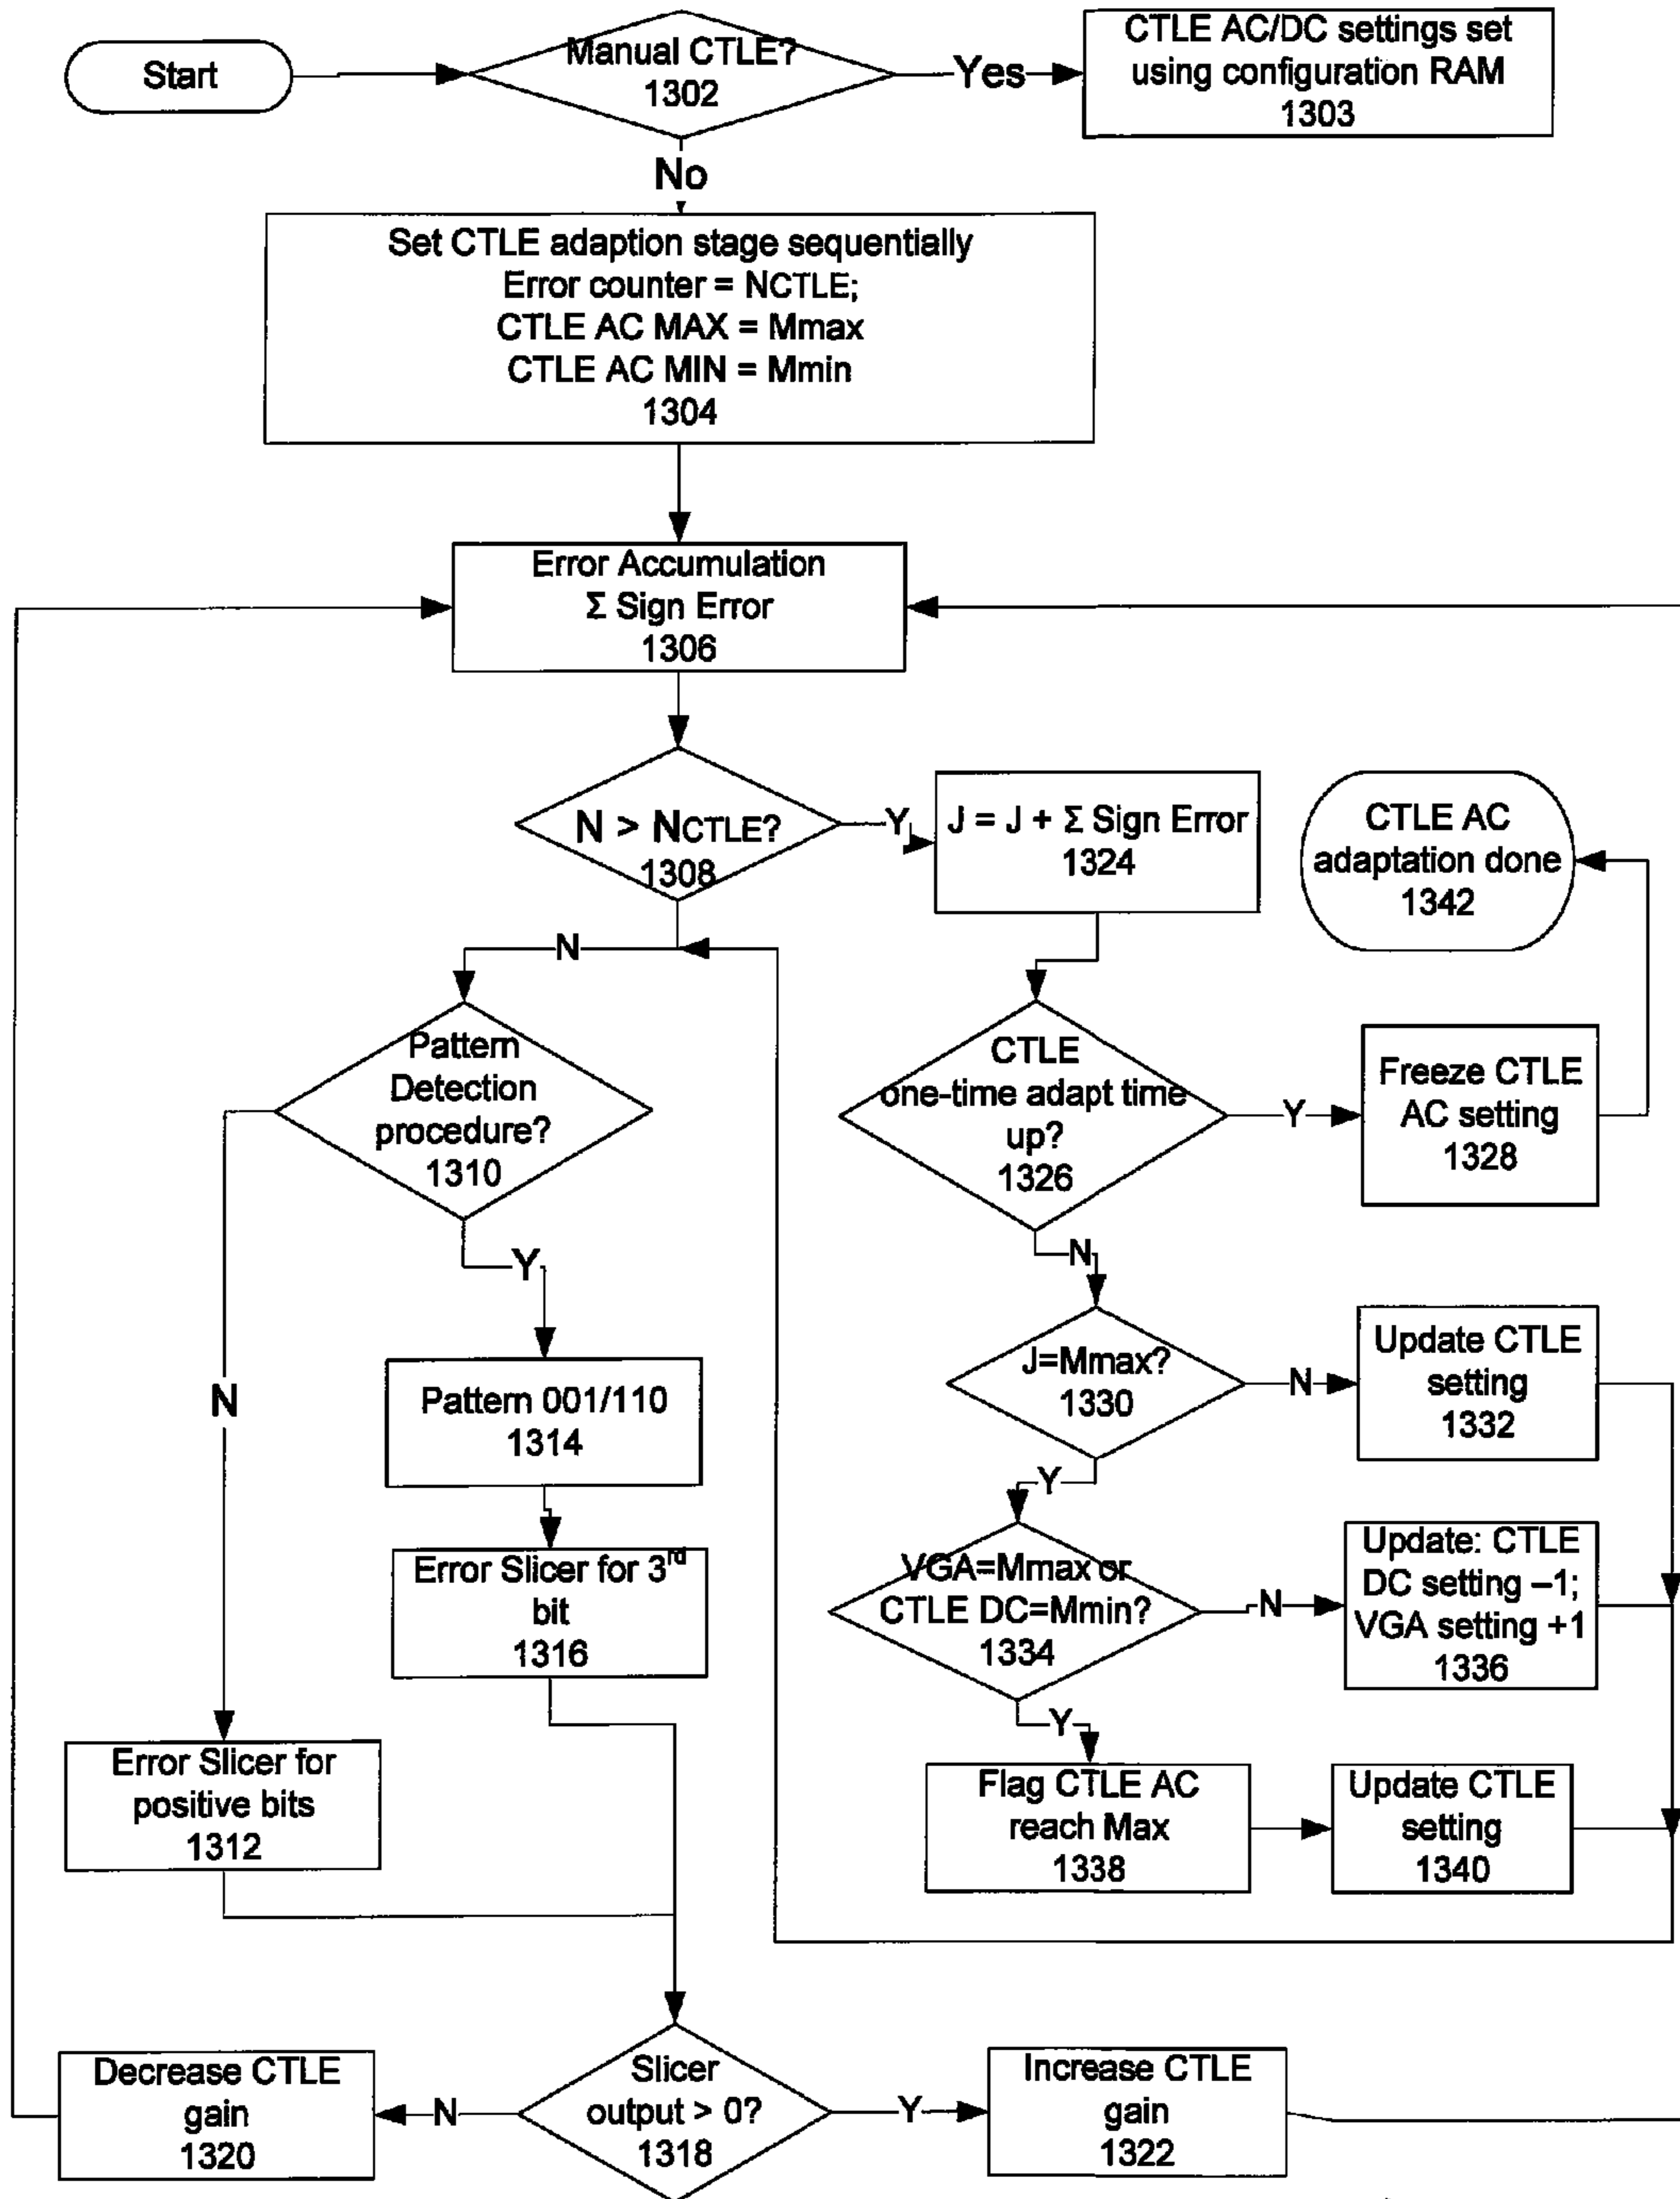 Start
Manual CTLE?
1302
Yes
CTLE AC/DC settings set
using configuration RAM
1303
No
Set CTLE adaption stage sequentially
Error counter = NCTLE;
CTLE AC MAX = Mmax
CTLE AC MIN = Mmin
1304
Error Accumulation
Σ Sign Error
1306
N > NCTLE?
1308
Y
J = J + Σ Sign Error
1324
CTLE AC
adaptation done
1342
N
Pattern
Detection
procedure?
1310
CTLE
one-time adapt time
up?
1326
Y
Freeze CTLE
AC setting
1328
Y
N
N
Pattern 001/110
1314
J=Mmax?
1330
N
Update CTLE
setting
1332
Y
Error Slicer for 3rd
bit
1316
VGA=Mmax or
CTLE DC=Mmin?
1334
N
Update: CTLE
DC setting –1;
VGA setting +1
1336
Y
Error Slicer for
positive bits
1312
Flag CTLE AC
reach Max
1338
Update CTLE
setting
1340
Decrease CTLE
gain
1320
N
Slicer
output > 0?
1318
Y
Increase CTLE
gain
1322